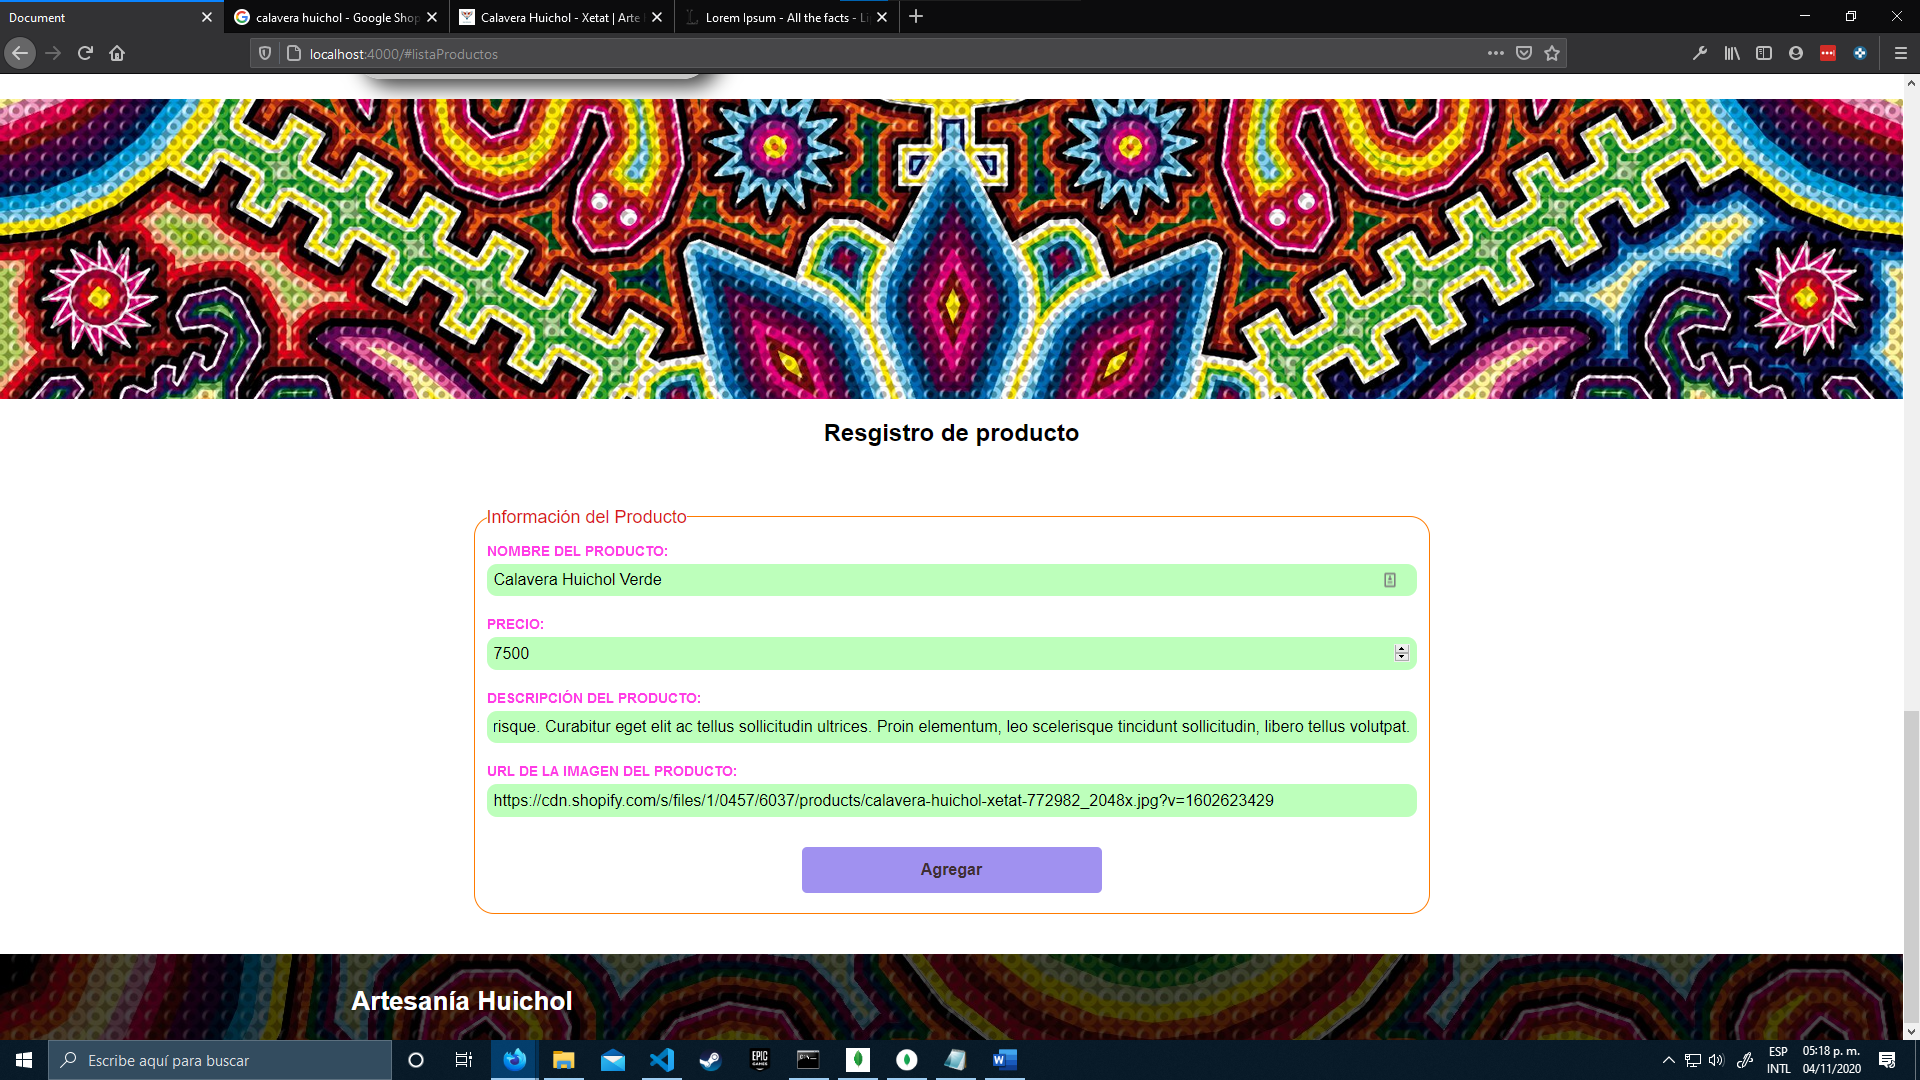 Document
calavera huichol - Google Shop
Calavera Huichol - Xetat | Arte
Lorem Ipsum - All the facts - Li
localhost:4000/#listaProductos
Resgistro de producto
Información del Producto
NOMBRE DEL PRODUCTO:
Calavera Huichol Verde
PRECIO:
7500
DESCRIPCIÓN DEL PRODUCTO:
risque. Curabitur eget elit ac tellus sollicitudin ultrices. Proin elementum, leo scelerisque tincidunt sollicitudin, libero tellus volutpat.
URL DE LA IMAGEN DEL PRODUCTO:
https://cdn.shopify.com/s/files/1/0457/6037/products/calavera-huichol-xetat-772982_2048x.jpg?v=1602623429
Agregar
Artesanía Huichol
Escribe aquí para buscar
EPIC
GAMES
ESP
INTL
05:18 p. m.
04/11/2020